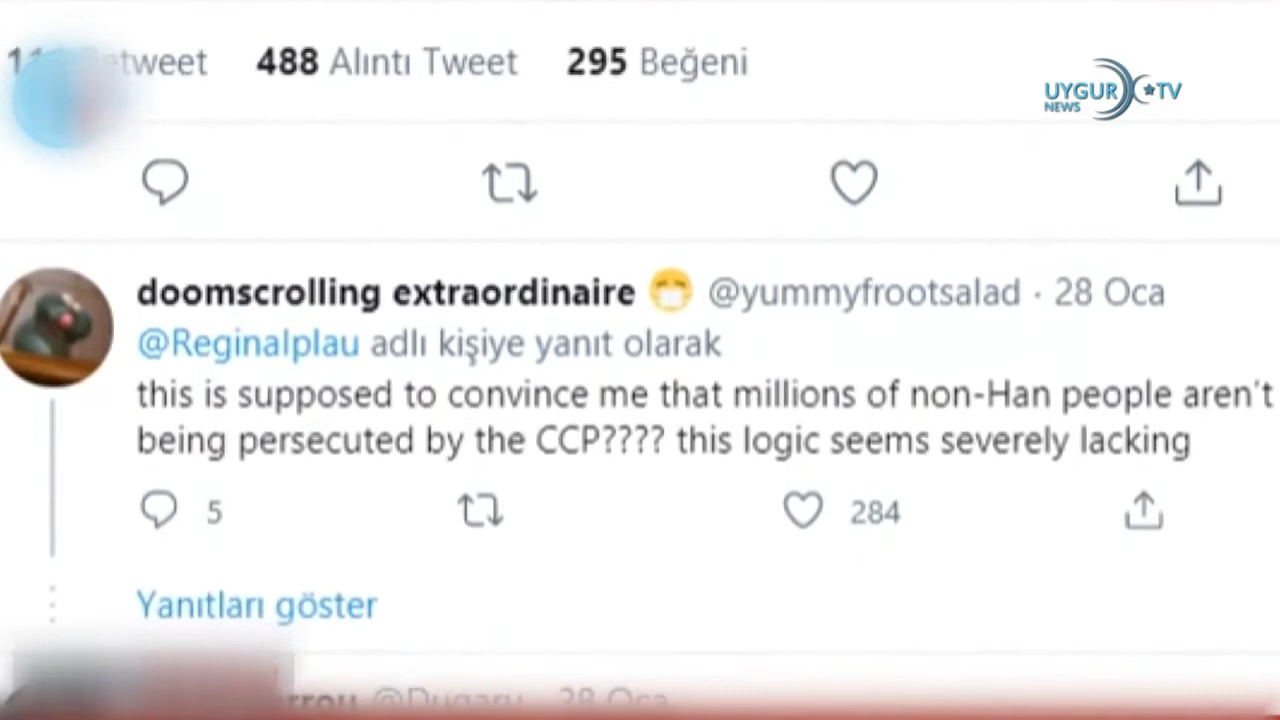 488 Alıntı Tweet 295 Beğeni
UYGUR TV
NEWS
doomscrolling extraordinaire 😷 @yummyfrootsalad · 28 Oca
@Reginalplau adlı kişiye yanıt olarak
this is supposed to convince me that millions of non-Han people aren't
being persecuted by the CCP???? this logic seems severely lacking
5 284
Yanıtları göster